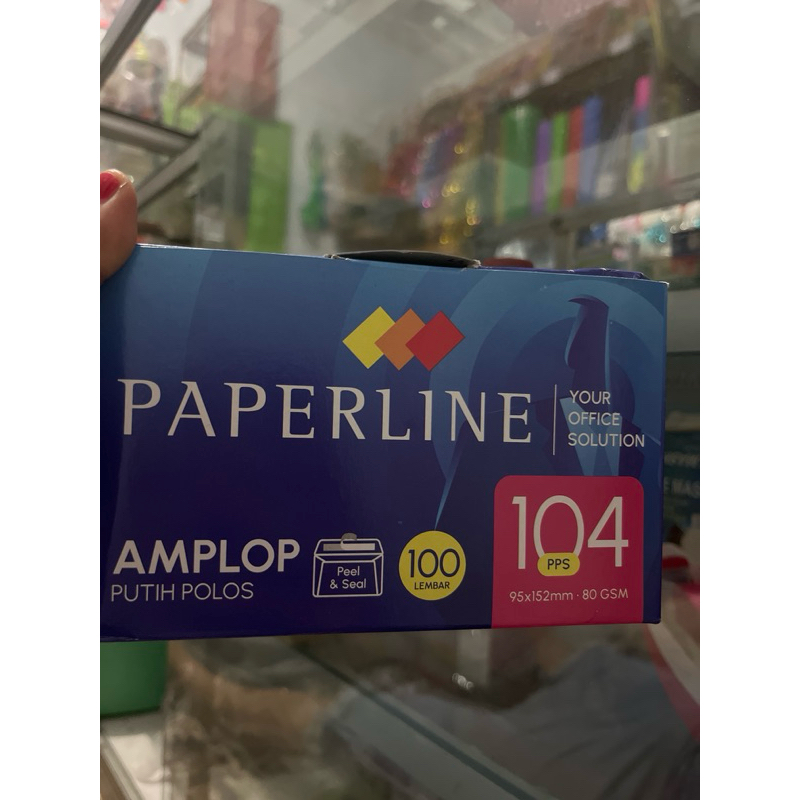 PAPERLINE
YOUR
OFFICE
SOLUTION
AMPLOP
PUTIH POLOS
Peel
& Seal
100
LEMBAR
104
PPS
95x152mm · 80 GSM